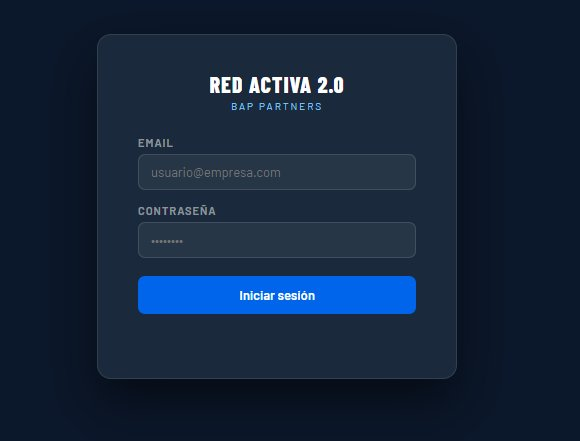 RED ACTIVA 2.0
BAP PARTNERS
EMAIL
usuario@empresa.com
CONTRASEÑA
••••••••
Iniciar sesión